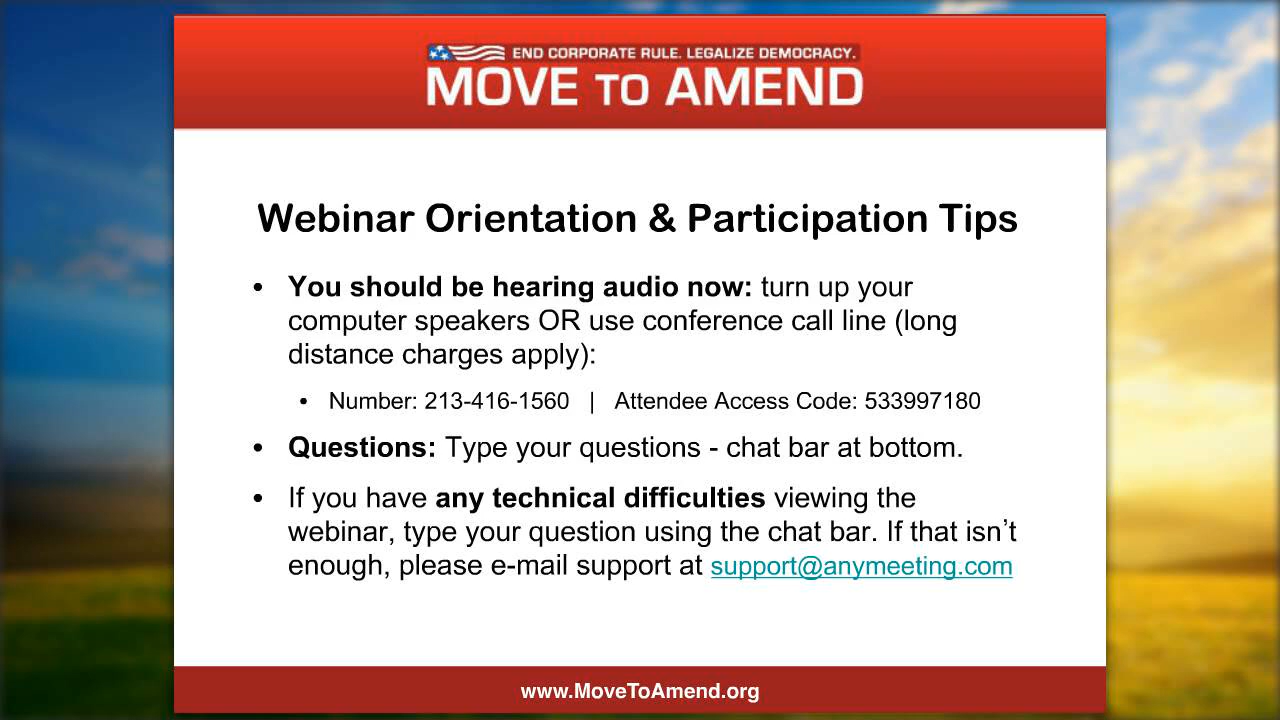 END CORPORATE RULE. LEGALIZE DEMOCRACY.
MOVE TO AMEND
Webinar Orientation & Participation Tips
• You should be hearing audio now: turn up your
computer speakers OR use conference call line (long
distance charges apply):
• Number: 213-416-1560 | Attendee Access Code: 533997180
• Questions: Type your questions - chat bar at bottom.
• If you have any technical difficulties viewing the
webinar, type your question using the chat bar. If that isn’t
enough, please e-mail support at support@anymeeting.com
www.MoveToAmend.org